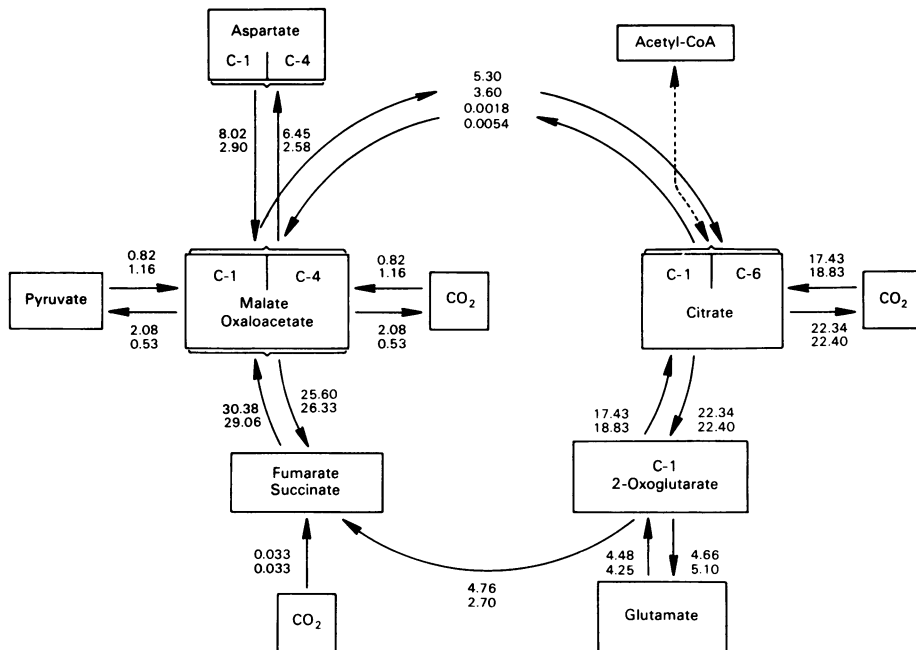 Aspartate
C-1 C-4
Acetyl-CoA
5.30
3.60
0.0018
0.0054
8.02
2.90
6.45
2.58
0.82
1.16
C-1 C-4
0.82
1.16
C-1 C-6
17.43
18.83
Pyruvate
Malate
Oxaloacetate
CO2
Citrate
CO2
2.08
0.53
2.08
0.53
22.34
22.40
30.38
29.06
25.60
26.33
17.43
18.83
22.34
22.40
Fumarate
Succinate
C-1
2-Oxoglutarate
0.033
0.033
4.76
2.70
4.48
4.25
4.66
5.10
CO2
Glutamate